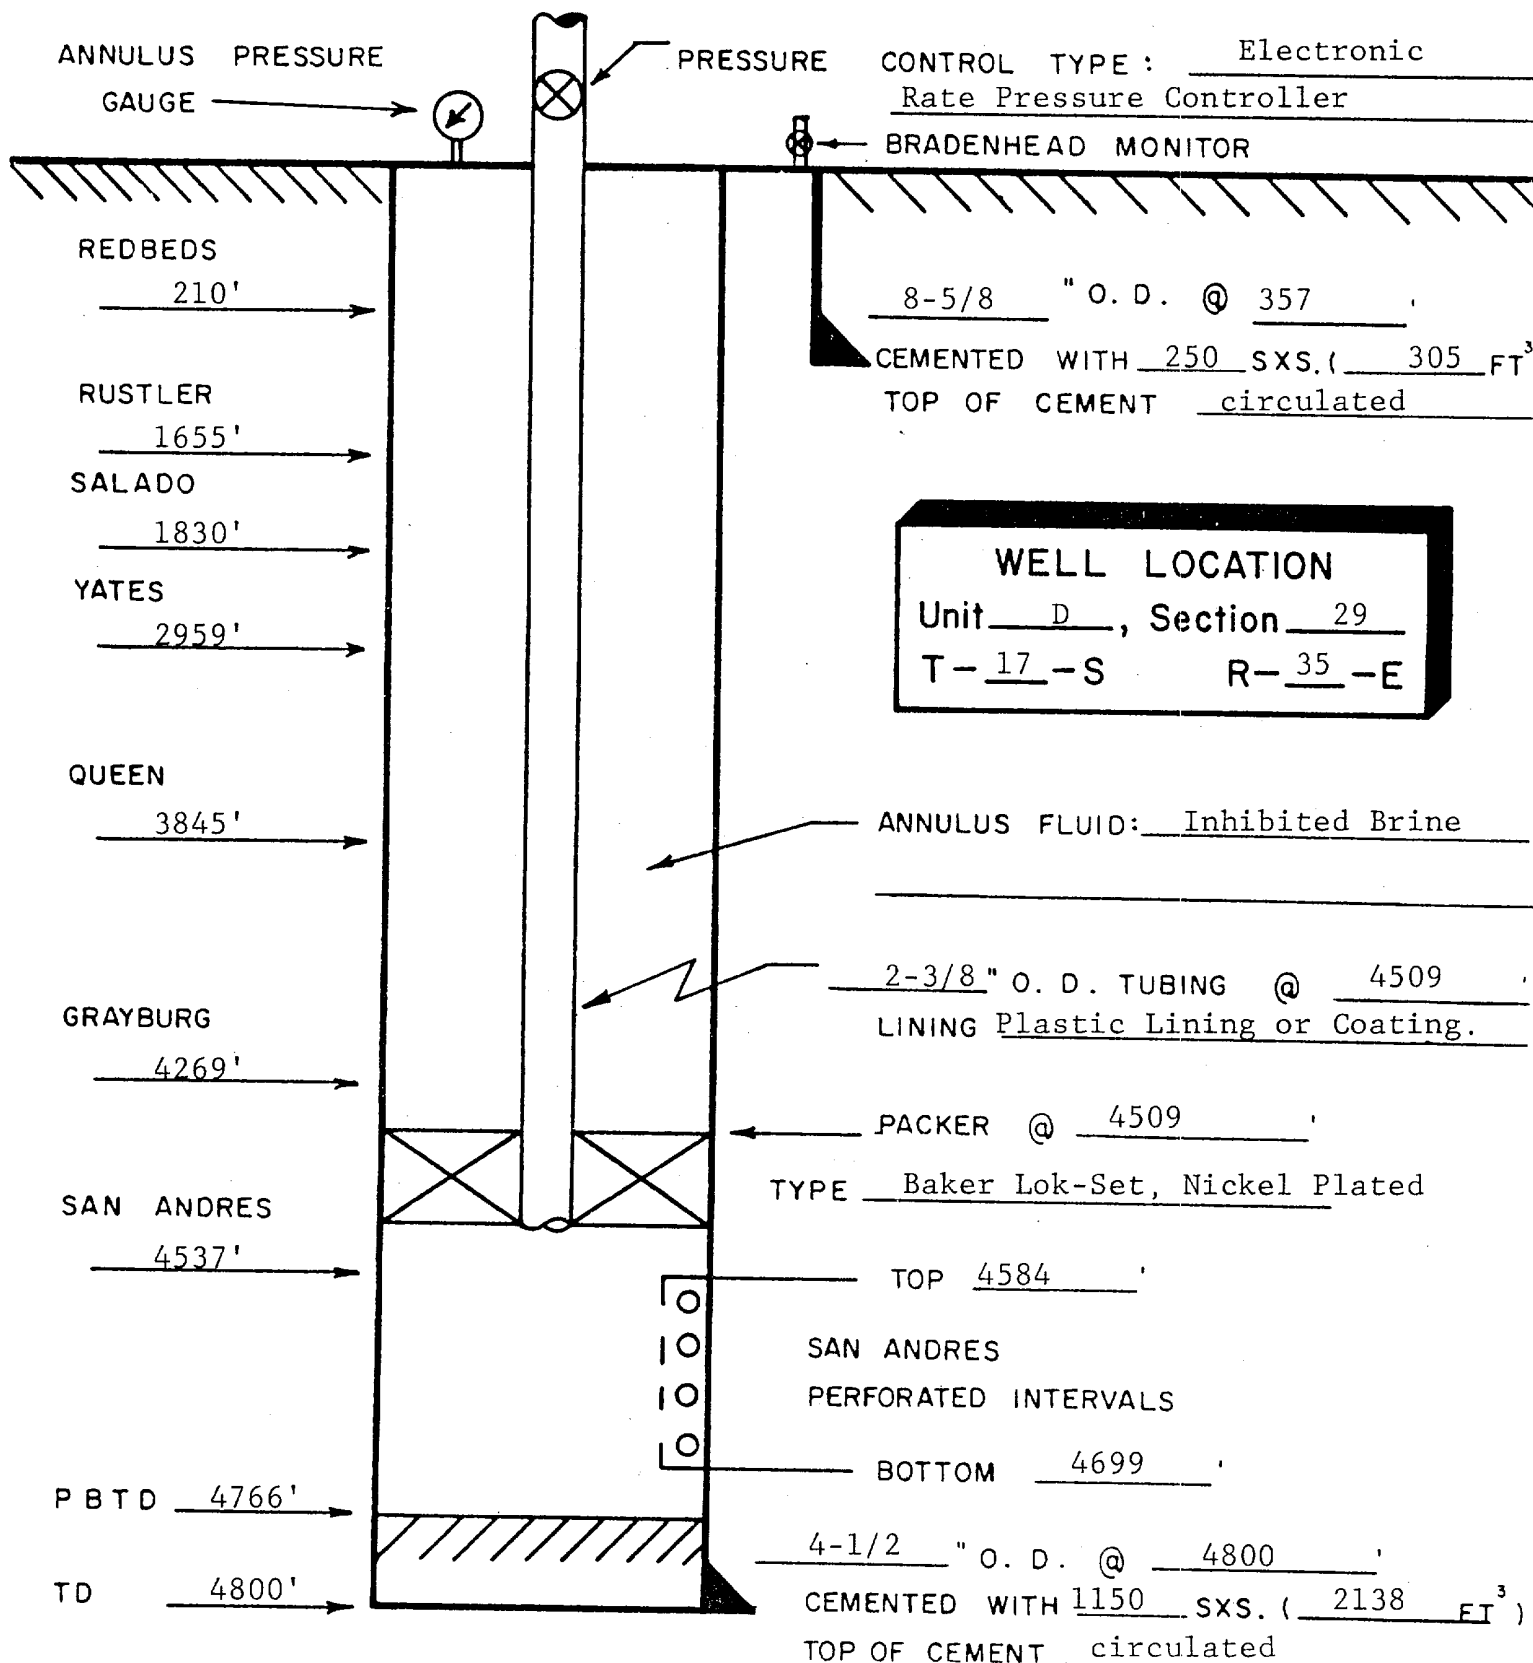 ANNULUS PRESSURE
GAUGE
PRESSURE CONTROL TYPE: Electronic
Rate Pressure Controller
BRADENHEAD MONITOR
REDBEDS
210'
8-5/8 " O.D. @ 357 '
CEMENTED WITH 250 SXS. ( 305 FT³
TOP OF CEMENT circulated
RUSTLER
1655'
SALADO
1830'
YATES
2959'
WELL LOCATION
Unit D, Section 29
T-17-S R-35-E
QUEEN
3845'
ANNULUS FLUID: Inhibited Brine
2-3/8" O.D. TUBING @ 4509 '
LINING Plastic Lining or Coating.
GRAYBURG
4269'
PACKER @ 4509 '
TYPE Baker Lok-Set, Nickel Plated
SAN ANDRES
4537'
TOP 4584 '
SAN ANDRES
PERFORATED INTERVALS
BOTTOM 4699 '
PBTD 4766'
4-1/2 " O.D. @ 4800 '
TD 4800'
CEMENTED WITH 1150 SXS. ( 2138 FT³)
TOP OF CEMENT circulated